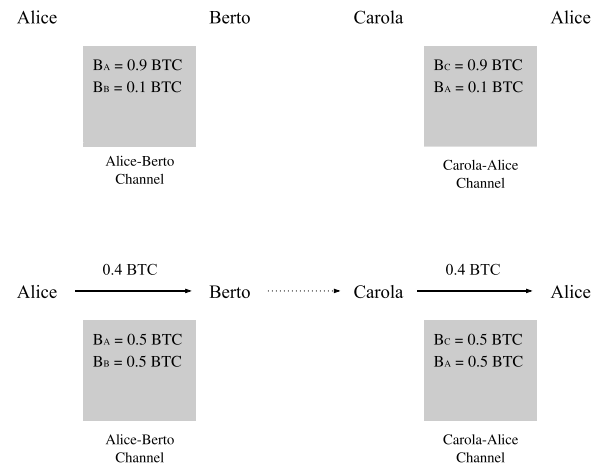 Alice Berto Carola Alice
BA = 0.9 BTC
BB = 0.1 BTC
Alice-Berto
Channel
BC = 0.9 BTC
BA = 0.1 BTC
Carola-Alice
Channel
0.4 BTC 0.4 BTC
Alice Berto Carola Alice
BA = 0.5 BTC
BB = 0.5 BTC
Alice-Berto
Channel
BC = 0.5 BTC
BA = 0.5 BTC
Carola-Alice
Channel